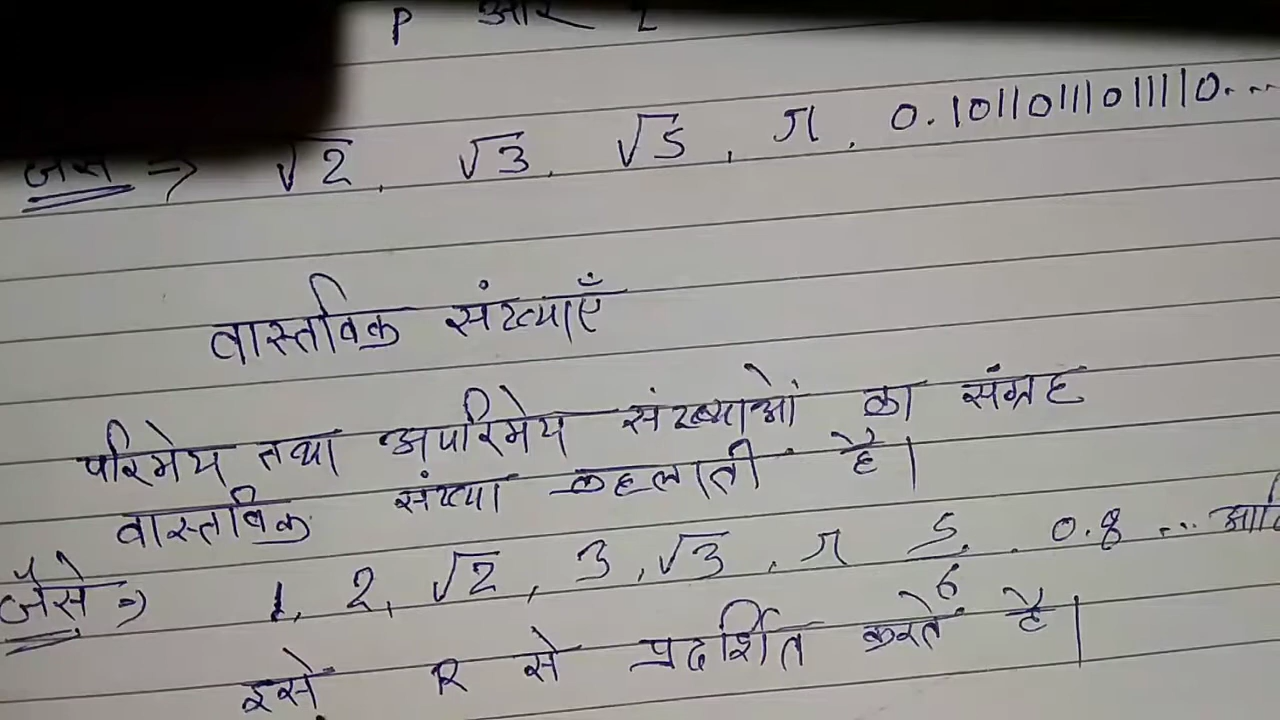 P और
जैसे ⇒ √2, √3, √5, π, 0.10110111011110...
वास्तविक संख्याएँ
परिमेय तथा अपरिमेय संख्याओं का संग्रह
वास्तविक संख्या कहलाती है।
जैसे ⇒ 1, 2, √2, 3, √3, π 5/6, 0.8 ... आदि
इसे R से प्रदर्शित करते है।